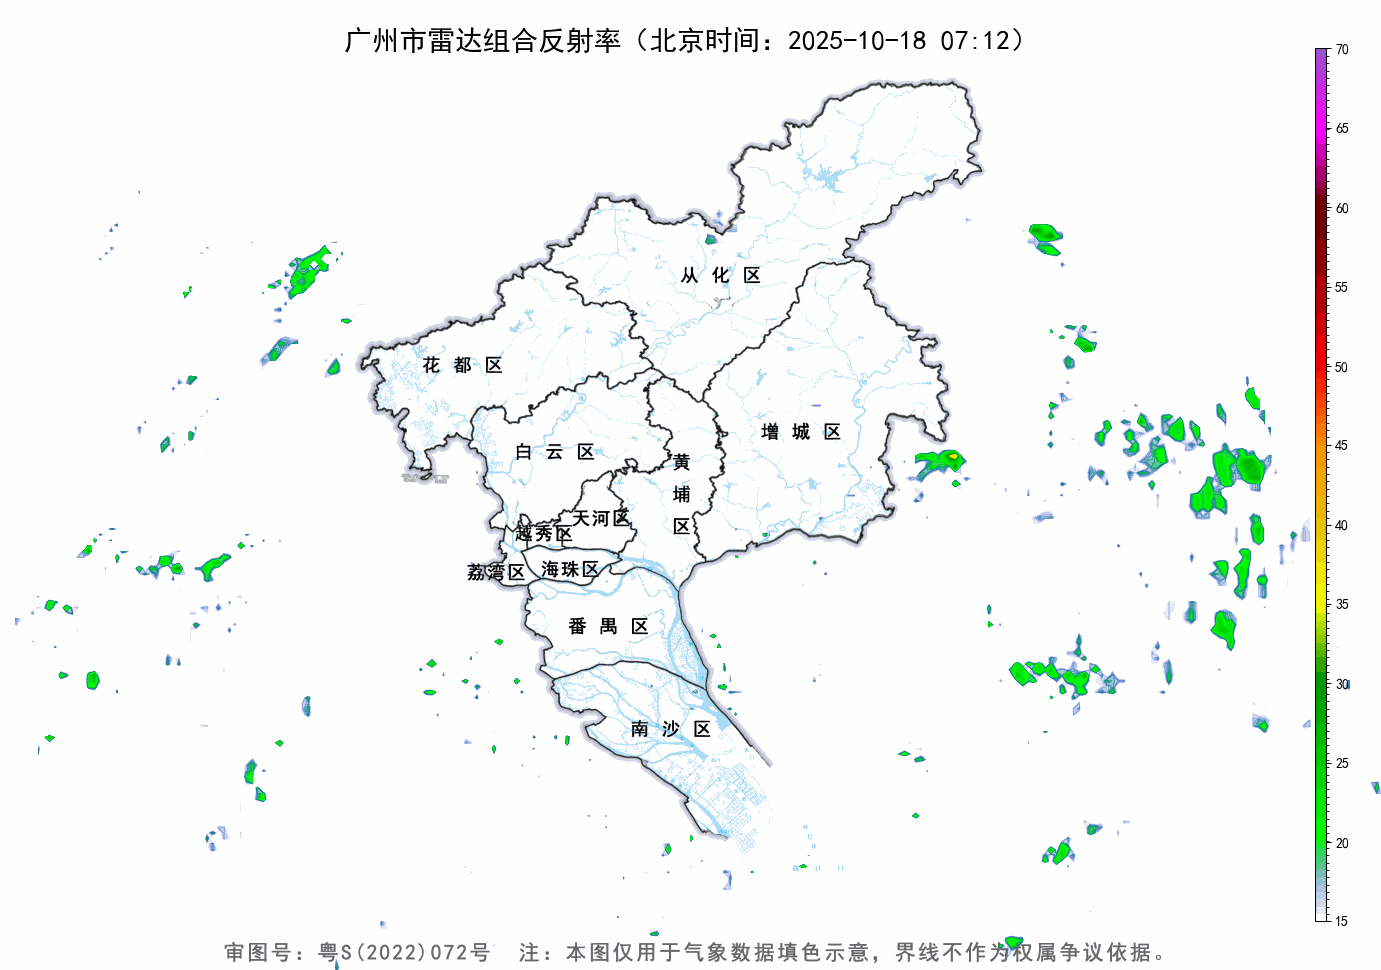 广州市雷达组合反射率（北京时间：2025-10-18 07:12）
70
65
60
55
50
45
40
35
30
25
20
15
从化区
花都区
增城区
白云区
黄埔区
天河区
越秀区
荔湾区
海珠区
番禺区
南沙区
审图号：粤S(2022)072号 注：本图仅用于气象数据填色示意，界线不作为权属争议依据。